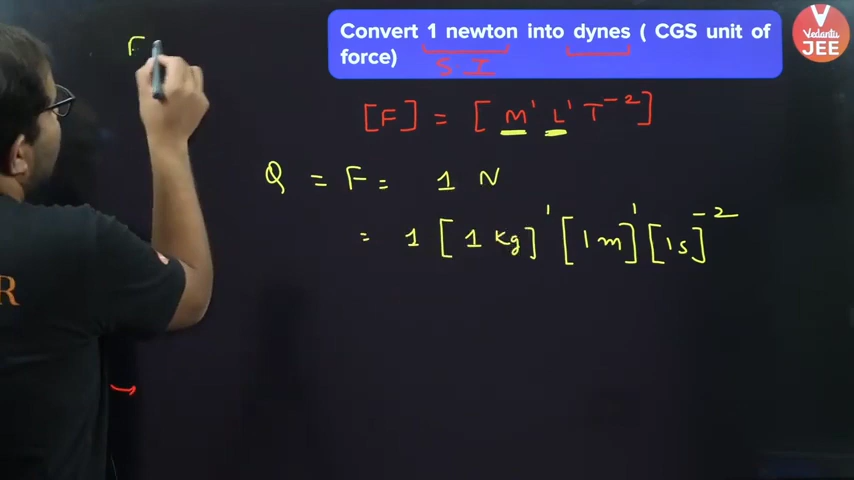 Convert 1 newton into dynes ( CGS unit of
force)
S I
Vedantu
JEE
F
[F] = [M¹ L¹ T⁻²]
Q = F = 1 N
= 1 [1 kg]¹ [1 m]¹ [1 s]⁻²
R